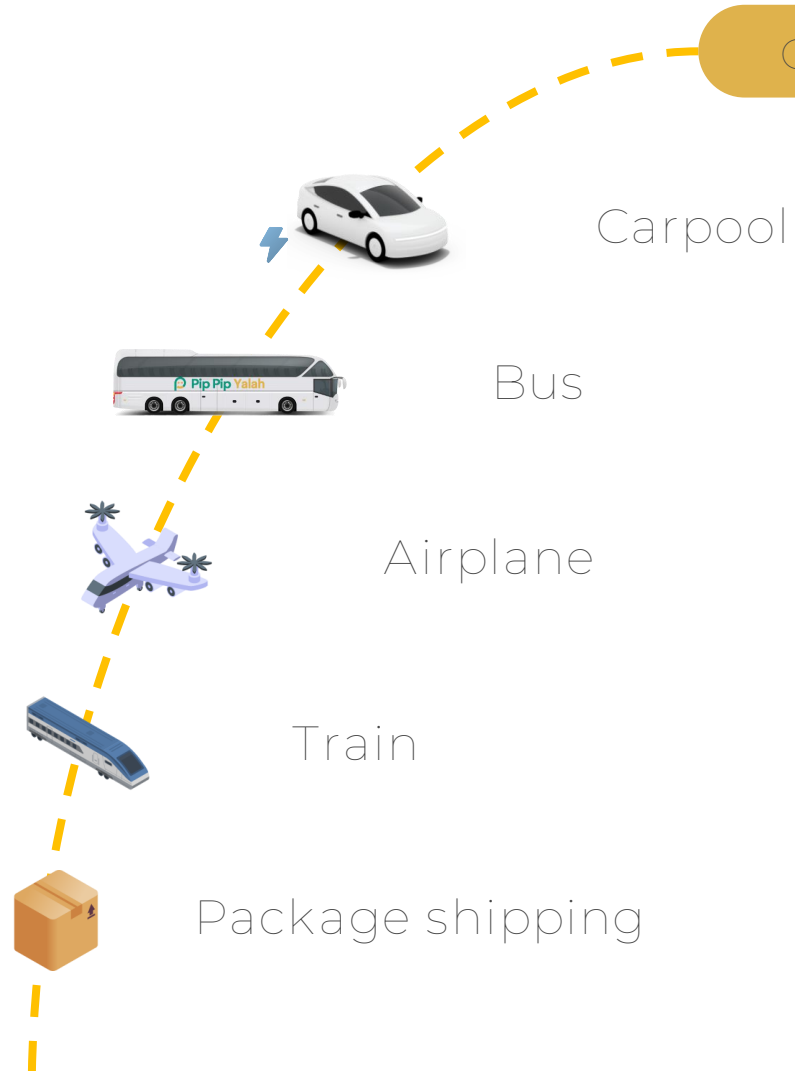 Carpool
Pip Pip Yalah
Bus
Airplane
Train
Package shipping